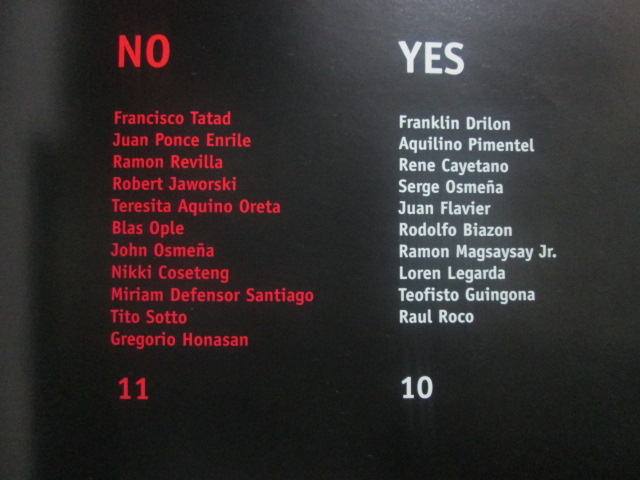 NO
Francisco Tatad
Juan Ponce Enrile
Ramon Revilla
Robert Jaworski
Teresita Aquino Oreta
Blas Ople
John Osmeña
Nikki Coseteng
Miriam Defensor Santiago
Tito Sotto
Gregorio Honasan
11
YES
Franklin Drilon
Aquilino Pimentel
Rene Cayetano
Serge Osmeña
Juan Flavier
Rodolfo Biazon
Ramon Magsaysay Jr.
Loren Legarda
Teofisto Guingona
Raul Roco
10